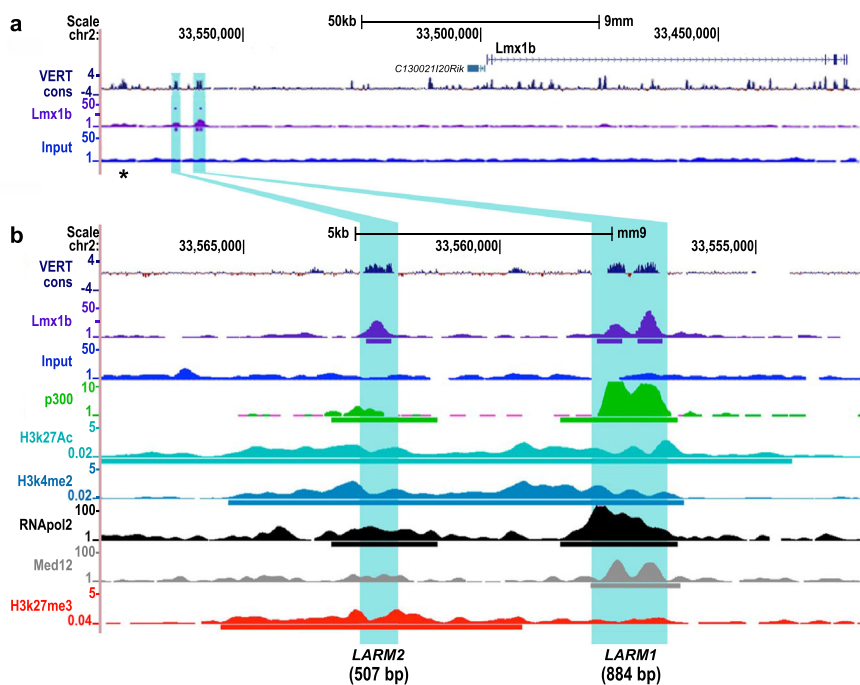 a
Scale 50kb 9mm
chr2: 33,550,000 33,500,000 33,450,000
Lmx1b
C130021I20Rik
VERT 4
cons -4
50
Lmx1b
1
50
Input
1
*
b
Scale 5kb mm9
chr2: 33,565,000 33,560,000 33,555,000
VERT 4
cons -4
50
Lmx1b
1
50
Input
1
p300 10
1
5
H3k27Ac
0.02
5
H3k4me2
0.02
100
RNApol2
1
100
Med12
1
5
H3k27me3
0.04
LARM2 LARM1
(507 bp) (884 bp)